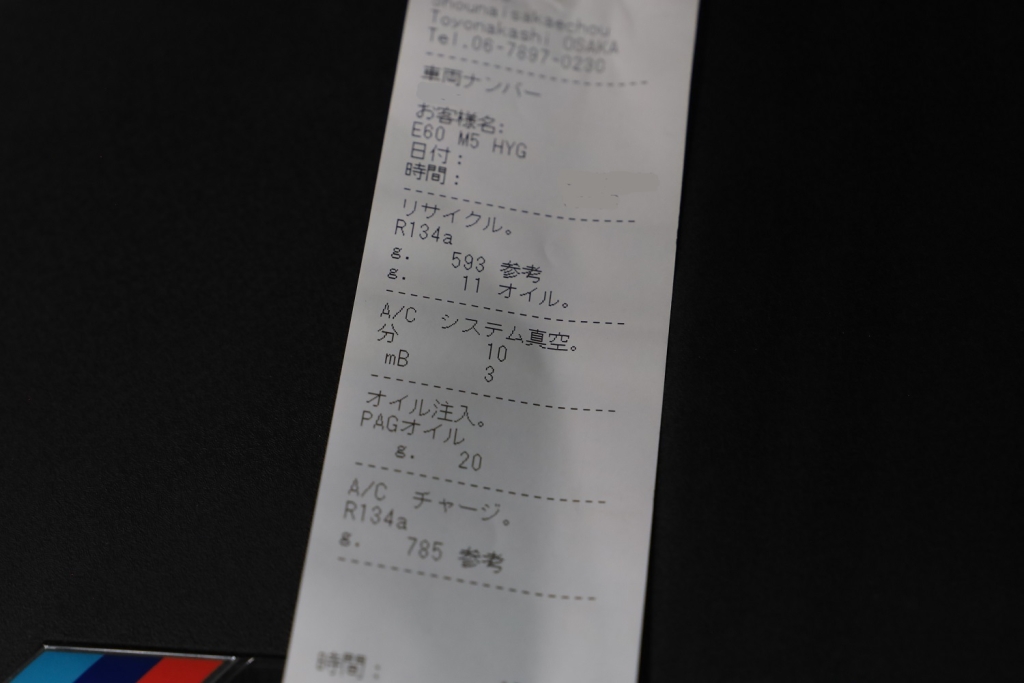 Shounaisakaechou
Toyonakashi OSAKA
Tel.06-7897-0230
車両ナンバー
お客様名:
E60 M5 HYG
日付:
時間:
リサイクル。
R134a
g. 593 参考
g. 11 オイル。
A/C システム真空。
分 10
mB 3
オイル注入。
PAGオイル
g. 20
A/C チャージ。
R134a
g. 785 参考
時間: